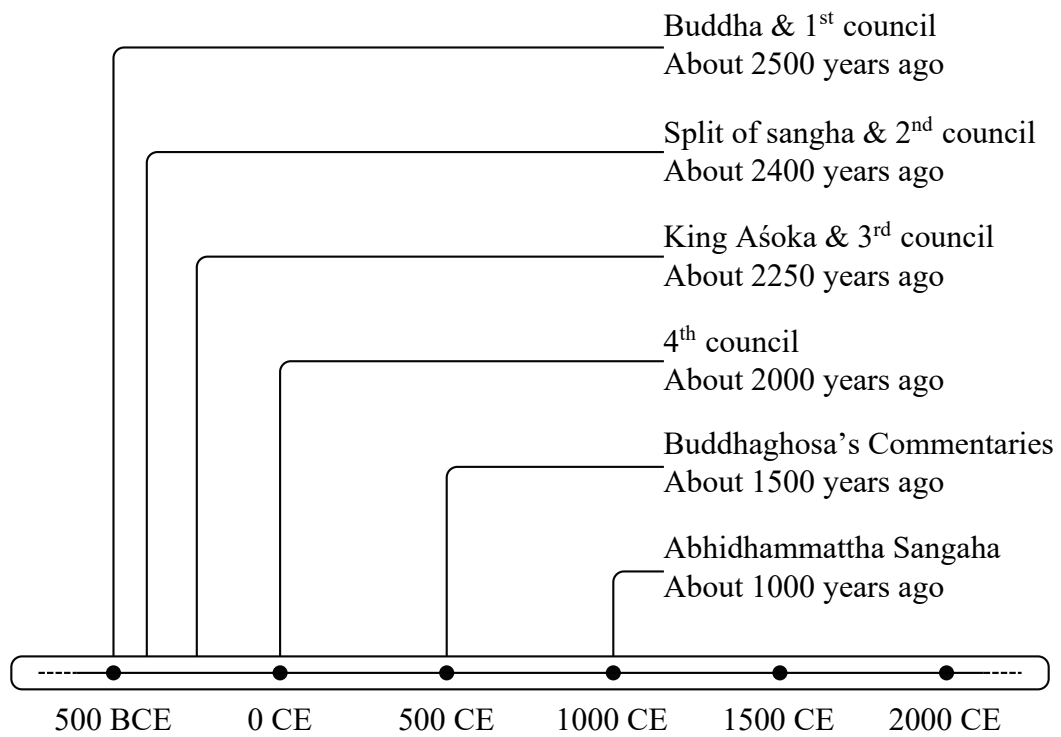 Buddha & 1st council
About 2500 years ago
Split of sangha & 2nd council
About 2400 years ago
King Aśoka & 3rd council
About 2250 years ago
4th council
About 2000 years ago
Buddhaghosa’s Commentaries
About 1500 years ago
Abhidhammattha Sangaha
About 1000 years ago
500 BCE 0 CE 500 CE 1000 CE 1500 CE 2000 CE